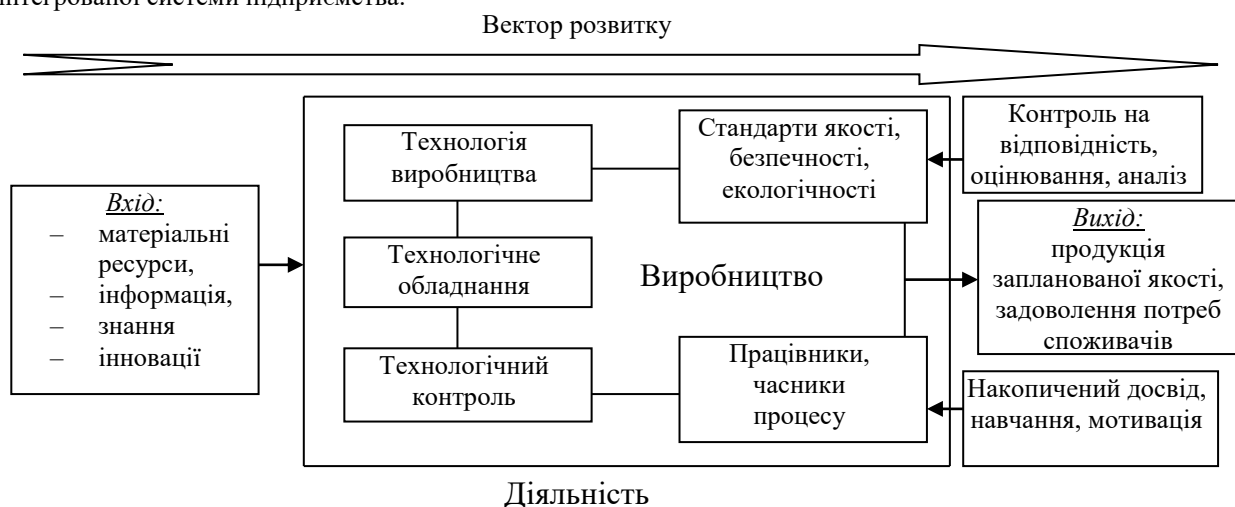 інтегрованої системи підприємства.
Вектор розвитку
Вхід:
– матеріальні
ресурси,
– інформація,
– знання
– інновації
Технологія
виробництва
Технологічне
обладнання
Технологічний
контроль
Стандарти якості,
безпечності,
екологічності
Виробництво
Працівники,
часники
процесу
Контроль на
відповідність,
оцінювання, аналіз
Вихід:
продукція
запланованої якості,
задоволення потреб
споживачів
Накопичений досвід,
навчання, мотивація
Діяльність